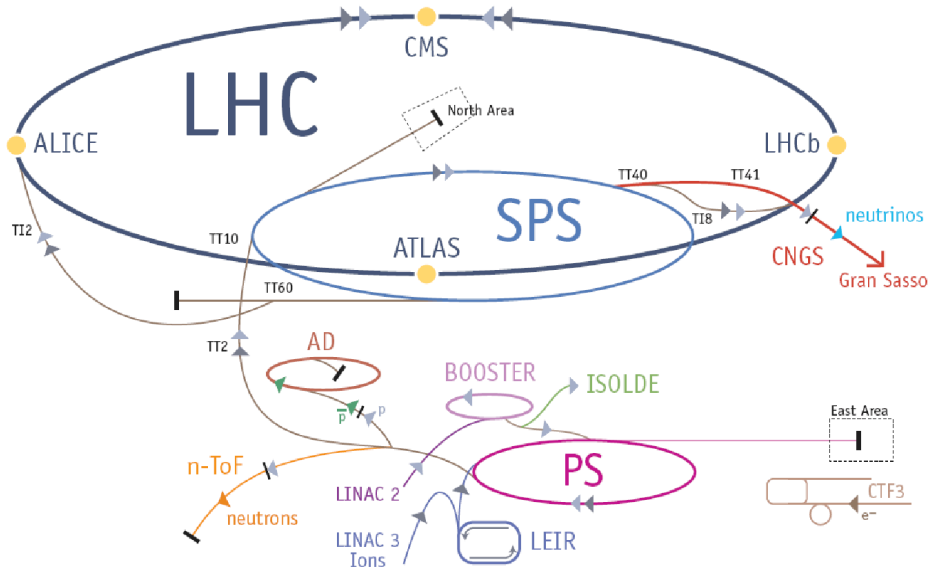 CMS
LHC
North Area
ALICE
LHCb
TT40
TT41
SPS
TI2
TI8
neutrinos
TT10
ATLAS
CNGS
Gran Sasso
TT60
TT2
AD
BOOSTER
ISOLDE
p
p
East Area
n-ToF
PS
LINAC 2
CTF3
neutrons
e−
LINAC 3
Ions
LEIR